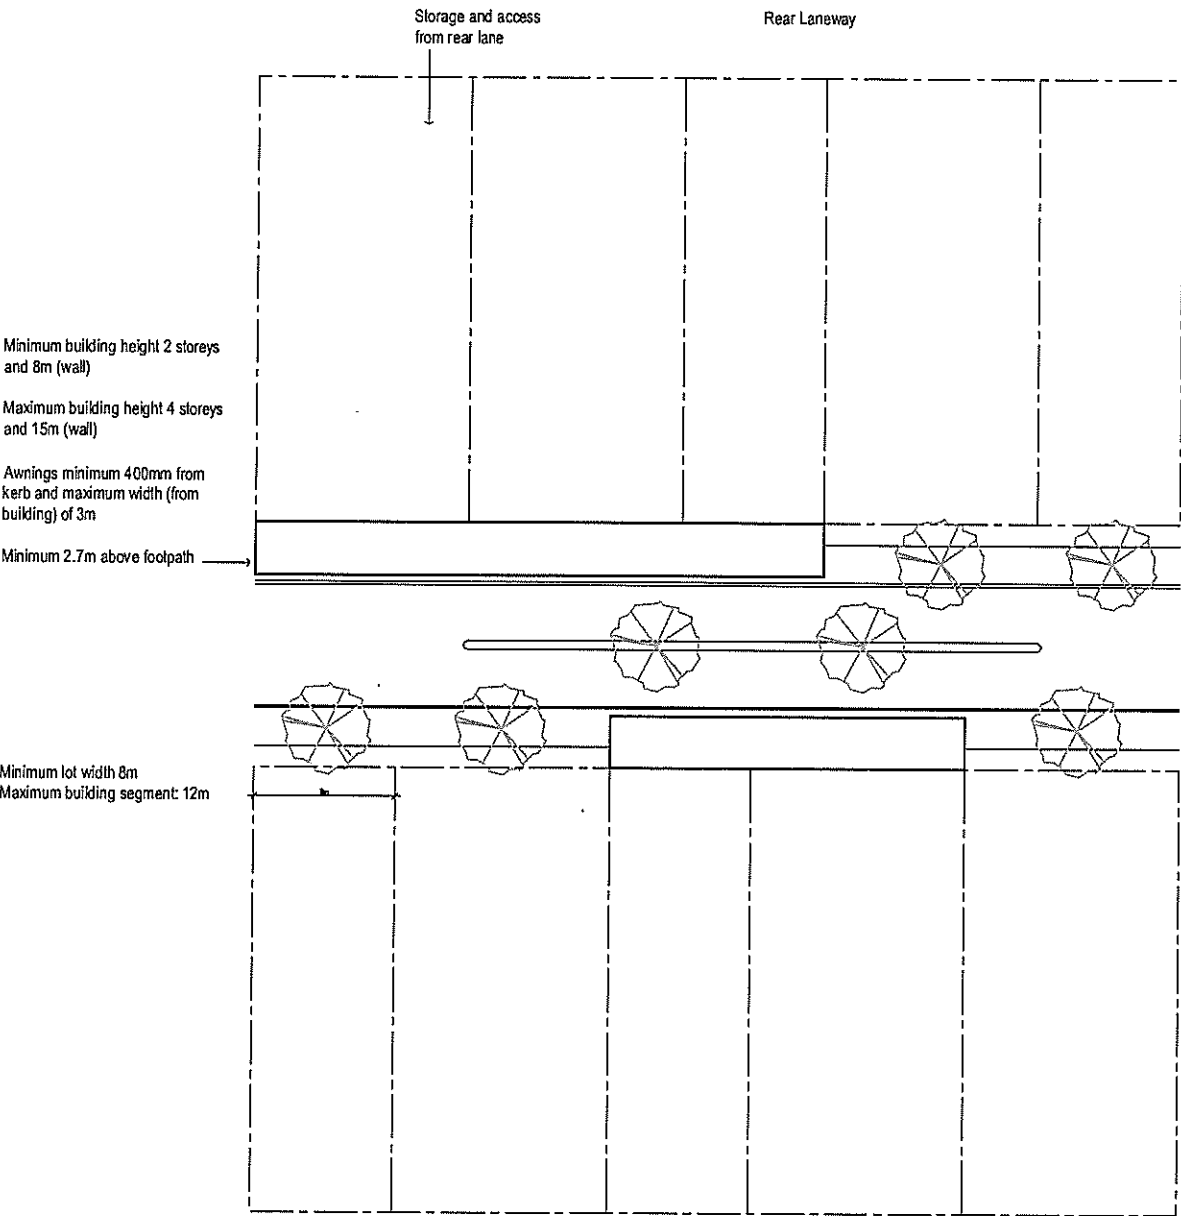 Storage and access
from rear lane
Rear Laneway
Minimum building height 2 storeys
and 8m (wall)
Maximum building height 4 storeys
and 15m (wall)
Awnings minimum 400mm from
kerb and maximum width (from
building) of 3m
Minimum 2.7m above footpath
Minimum lot width 8m
Maximum building segment: 12m